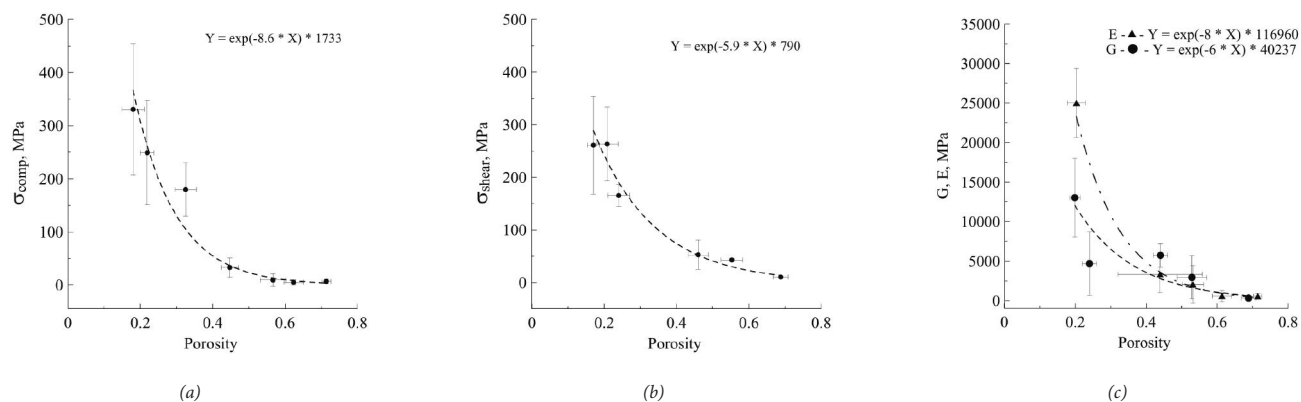 500
400
300
200
100
0
σcomp, MPa
Y = exp(-8.6 * X) * 1733
0
0.2
0.4
0.6
0.8
Porosity
(a)
500
400
300
200
100
0
σshear, MPa
Y = exp(-5.9 * X) * 790
0
0.2
0.4
0.6
0.8
Porosity
(b)
35000
30000
25000
20000
15000
10000
5000
0
G, E, MPa
E - ▲ - Y = exp(-8 * X) * 116960
G - ● - Y = exp(-6 * X) * 40237
0
0.2
0.4
0.6
0.8
Porosity
(c)